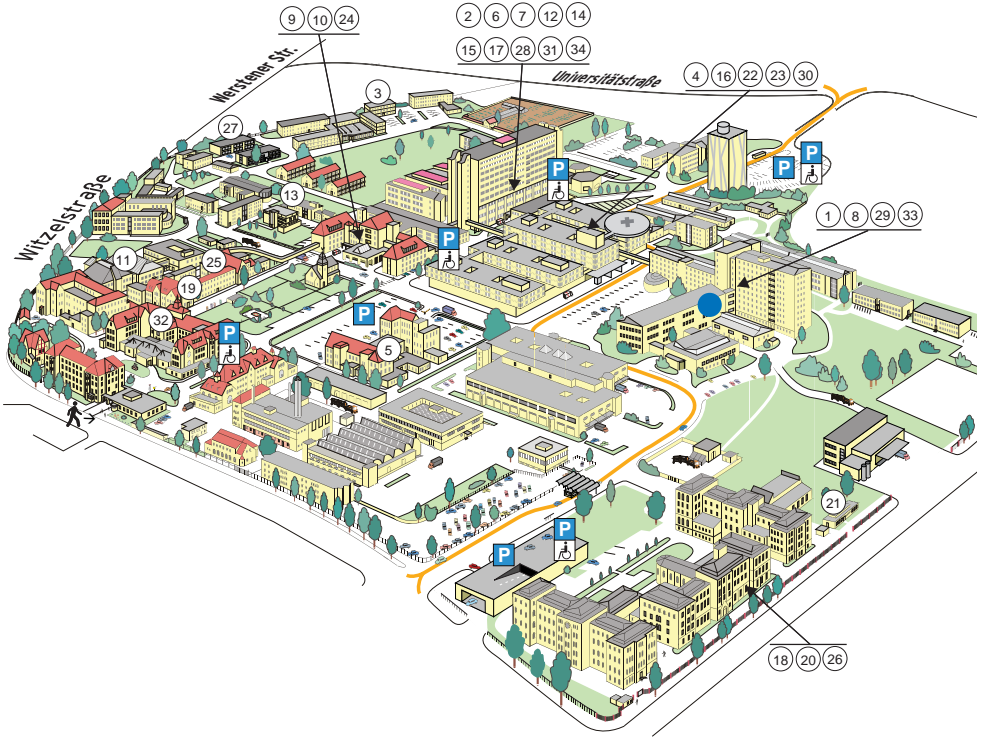 9 10 24
2 6 7 12 14
15 17 28 31 34
Werstener Str.
Universitätstraße
4 16 22 23 30
3
27
P
P
P
Witzelstraße
13
1 8 29 33
P
11
25
19
P
32
P
5
21
P
P
18 20 26